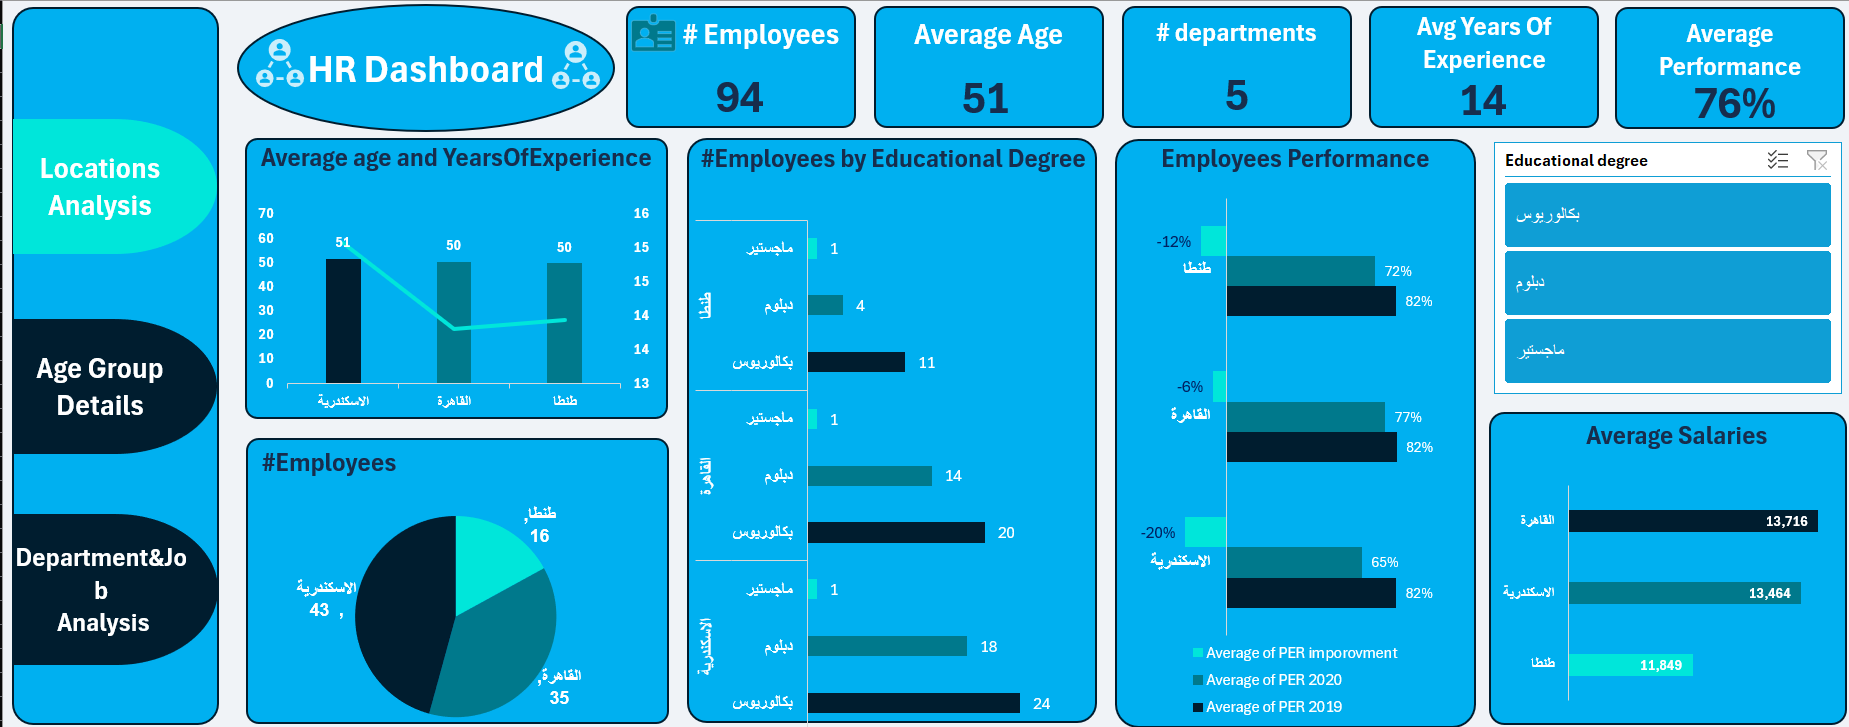 Locations
Analysis
Age Group
Details
Department&Jo
b
Analysis
HR Dashboard
# Employees
94
Average Age
51
# departments
5
Avg Years Of
Experience
14
Average
Performance
76%
Average age and YearsOfExperience
70
60
50
40
30
20
10
0
51
50
50
16
15
15
14
14
13
الاسكندرية
القاهرة
طنطا
#Employees
طنطا,
16
القاهرة,
35
الاسكندرية
43 ,
#Employees by Educational Degree
طنطا
ماجستير 1
دبلوم 4
بكالوريوس 11
القاهرة
ماجستير 1
دبلوم 14
بكالوريوس 20
الاسكندرية
ماجستير 1
دبلوم 18
بكالوريوس 24
Employees Performance
-12%
طنطا
72%
82%
-6%
القاهرة
77%
82%
-20%
الاسكندرية
65%
82%
Average of PER imporovment
Average of PER 2020
Average of PER 2019
Educational degree
بكالوريوس
دبلوم
ماجستير
Average Salaries
القاهرة 13,716
الاسكندرية 13,464
طنطا 11,849